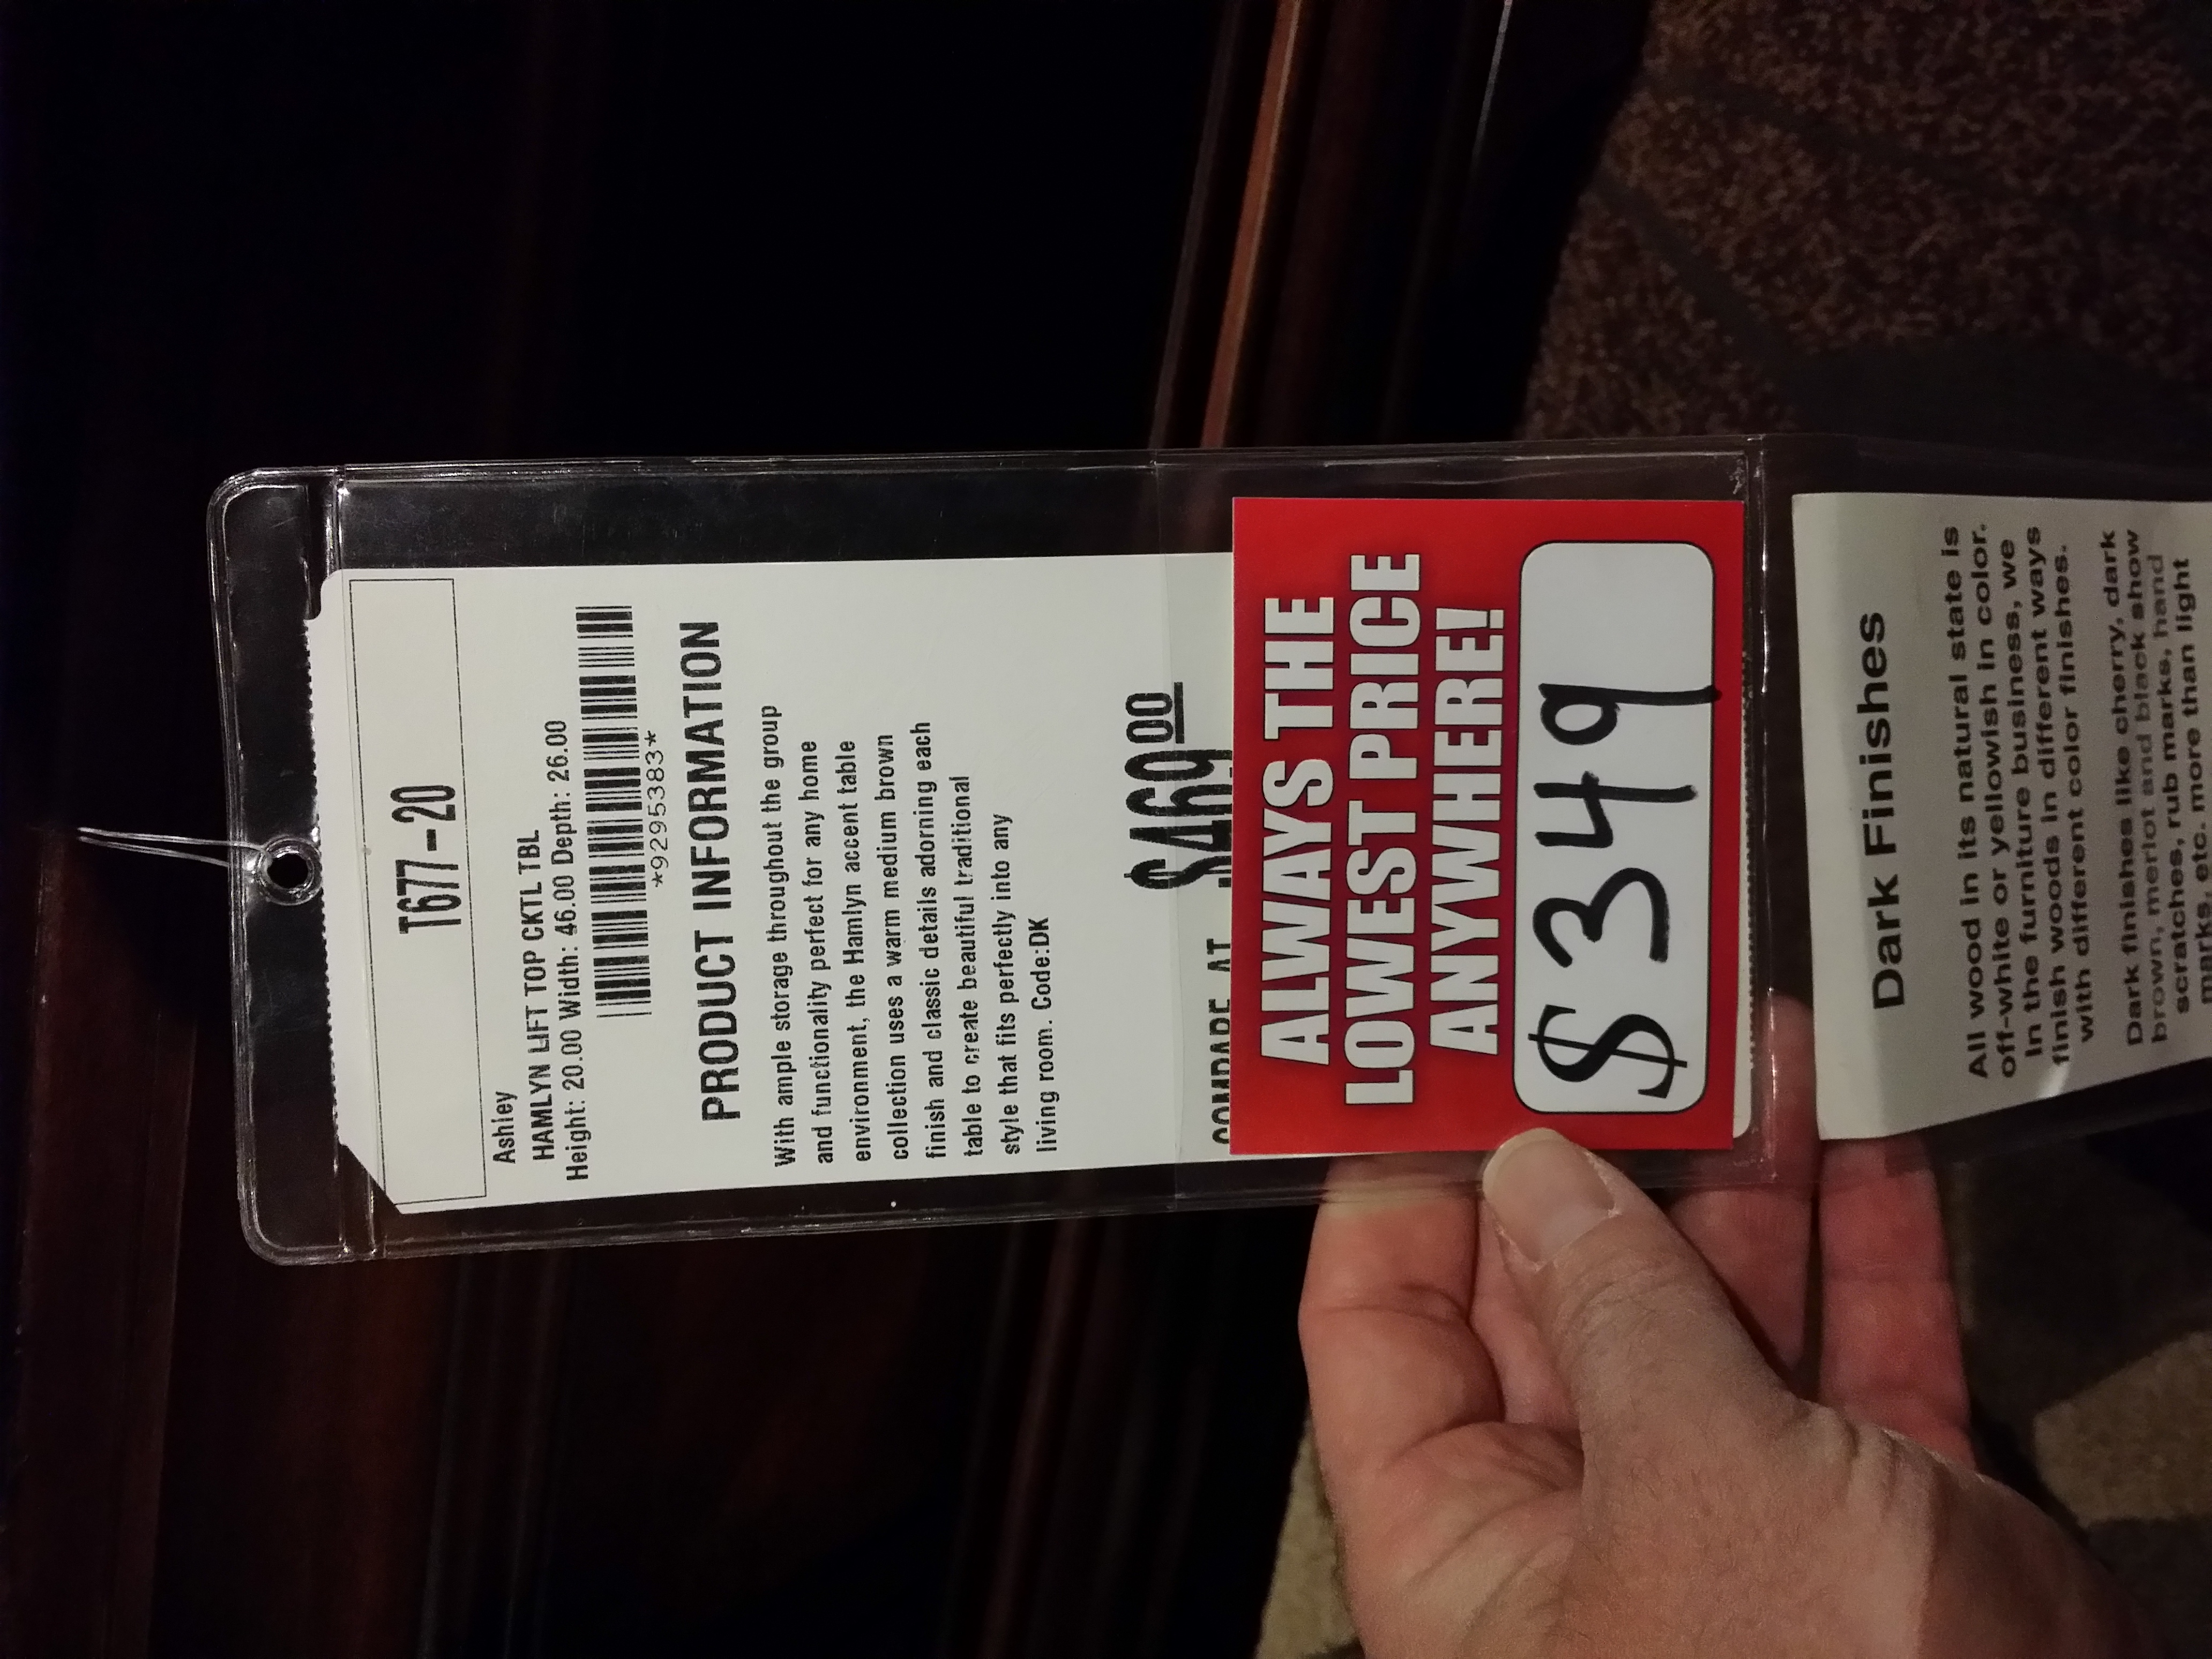 T677-20
Ashley
HAMLYN LIFT TOP CKTL TBL
Height: 20.00 Width: 46.00 Depth: 26.00
*9295383*
PRODUCT INFORMATION
With ample storage throughout the group
and functionality perfect for any home
environment, the Hamlyn accent table
collection uses a warm medium brown
finish and classic details adorning each
table to create beautiful traditional
style that fits perfectly into any
living room. Code:DK
$469.00
COMPARE AT
ALWAYS THE
LOWEST PRICE
ANYWHERE!
$349
Dark Finishes
All wood in its natural state is
off-white or yellowish in color.
In the furniture business, we
finish woods in different ways
with different color finishes.
Dark finishes like cherry, dark
brown, merlot and black show
scratches, rub marks, hand
marks, etc. more than light